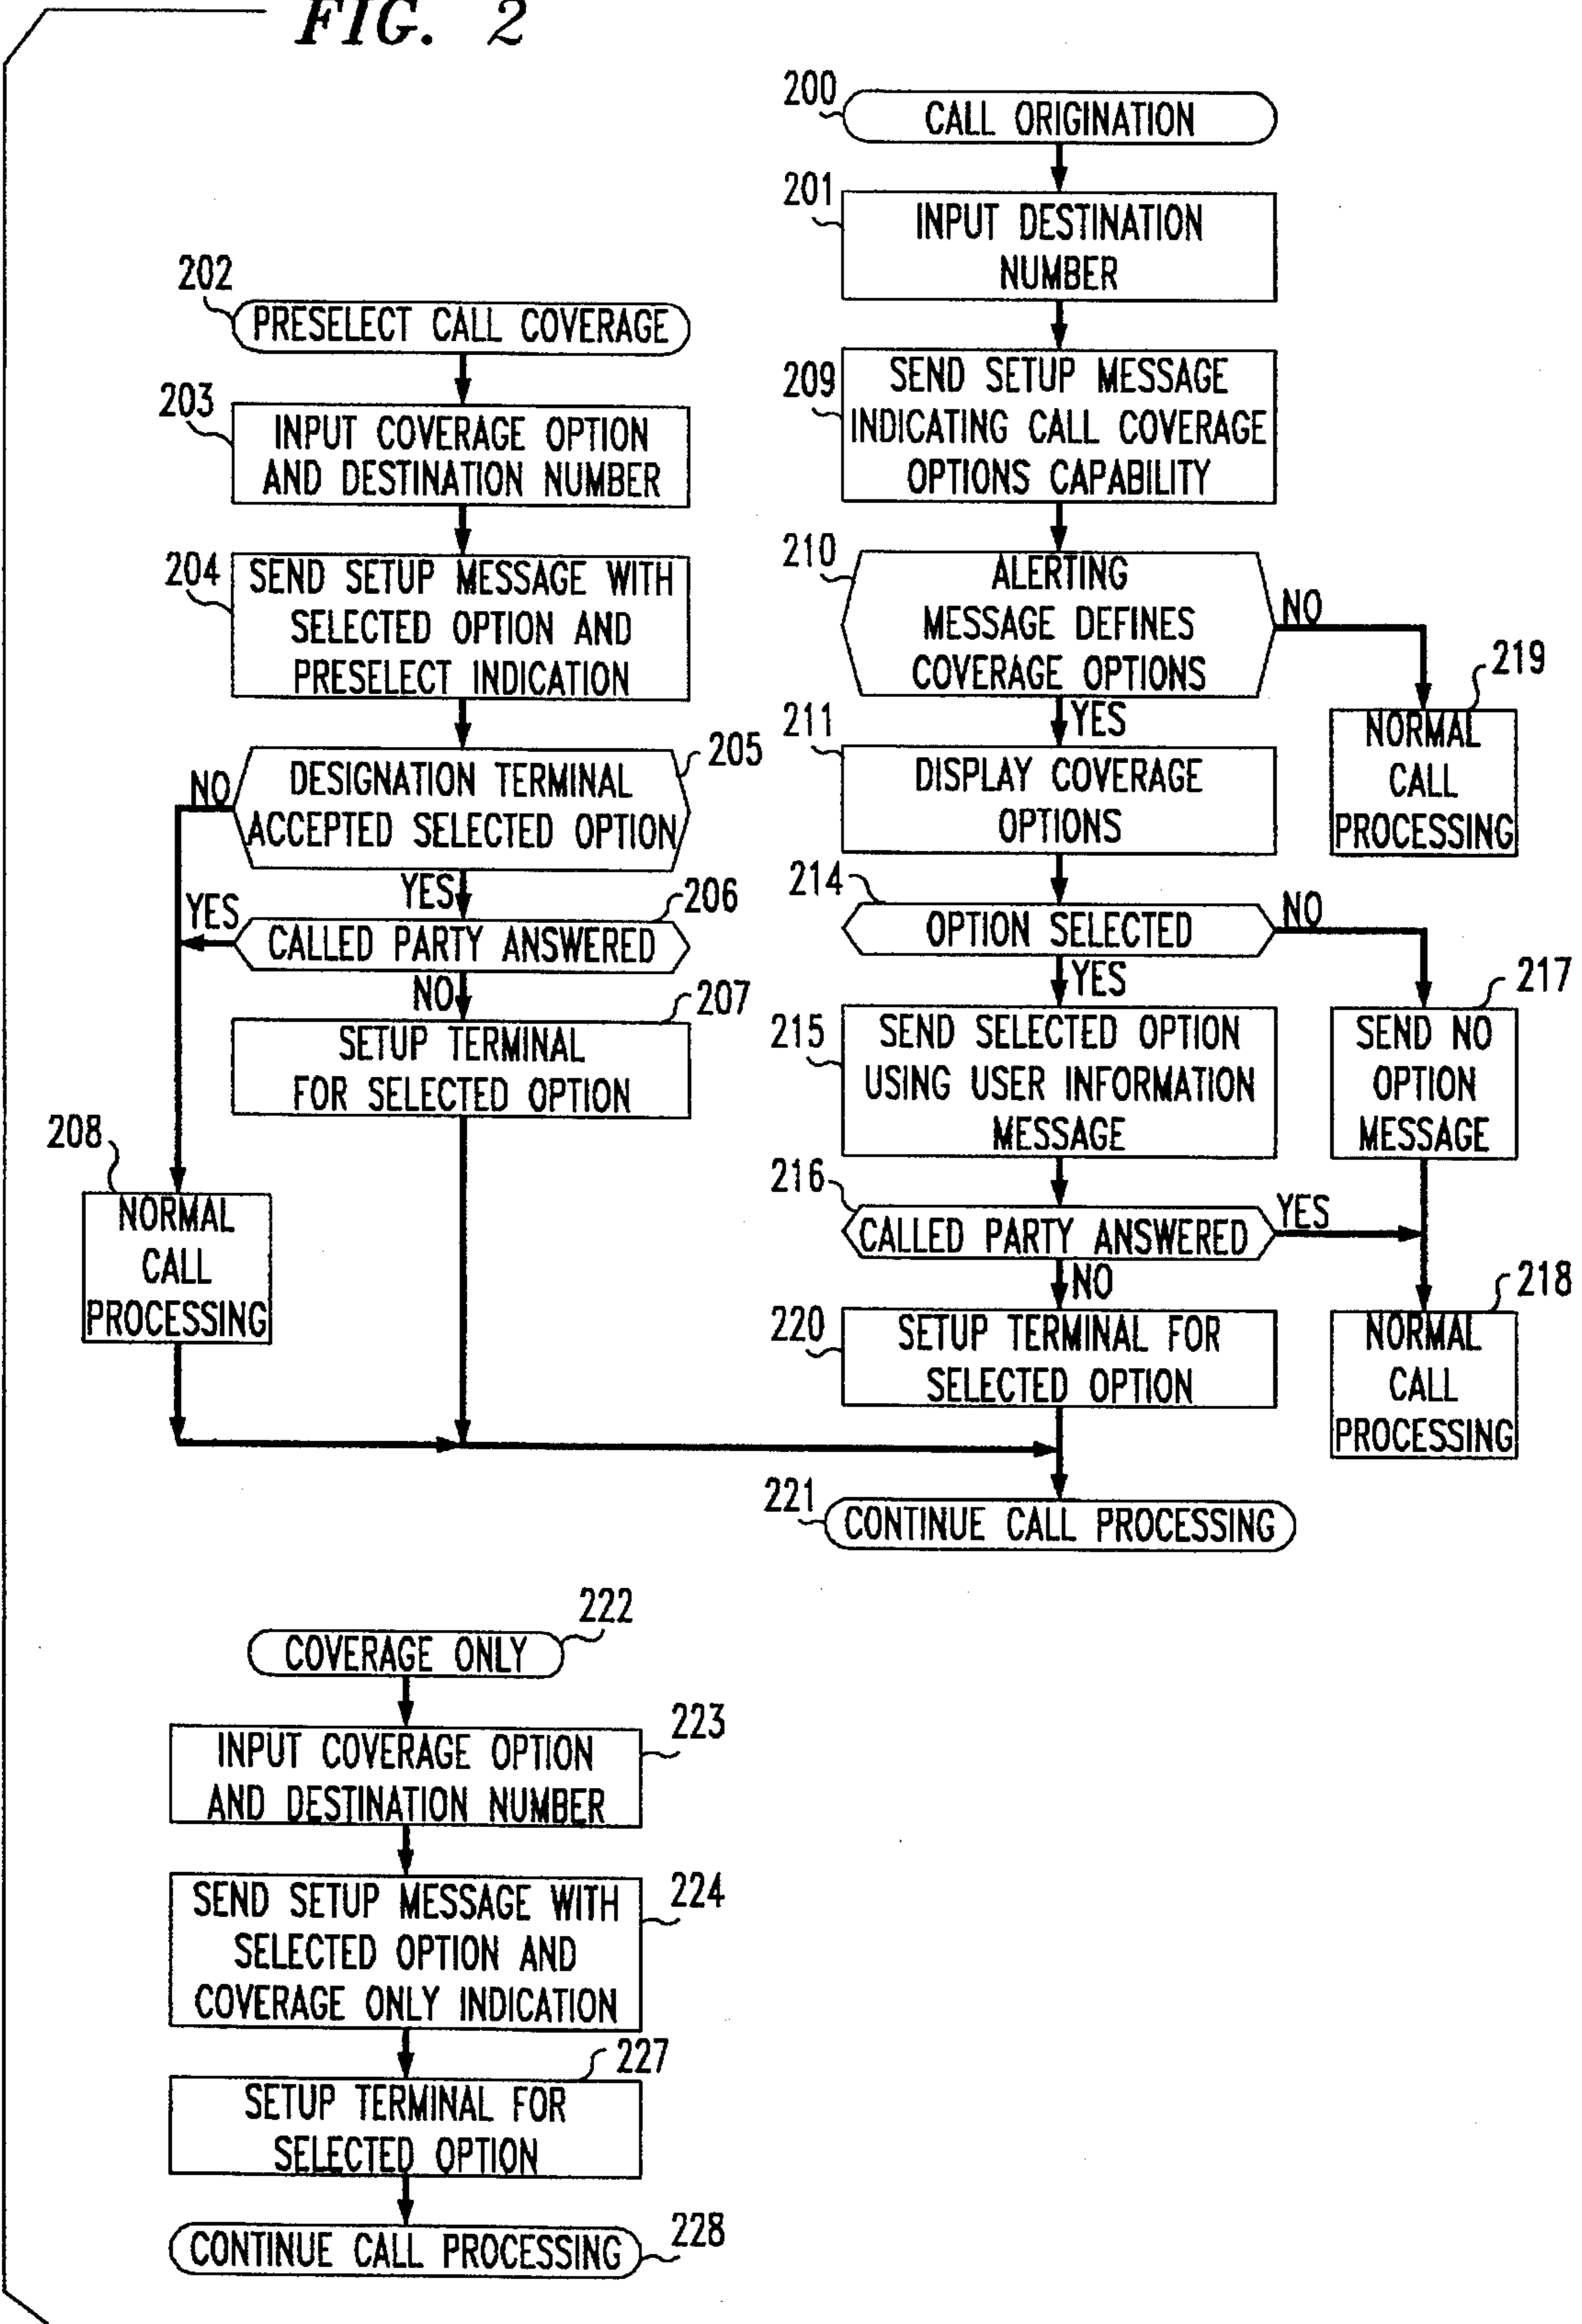 FIG. 2
200
CALL ORIGINATION
201
INPUT DESTINATION
NUMBER
202
PRESELECT CALL COVERAGE
203
INPUT COVERAGE OPTION
AND DESTINATION NUMBER
204
SEND SETUP MESSAGE WITH
SELECTED OPTION AND
PRESELECT INDICATION
205
DESIGNATION TERMINAL
ACCEPTED SELECTED OPTION
NO
YES
206
CALLED PARTY ANSWERED
YES
NO
207
SETUP TERMINAL
FOR SELECTED OPTION
208
NORMAL
CALL
PROCESSING
209
SEND SETUP MESSAGE
INDICATING CALL COVERAGE
OPTIONS CAPABILITY
210
ALERTING
MESSAGE DEFINES
COVERAGE OPTIONS
NO
YES
219
NORMAL
CALL
PROCESSING
211
DISPLAY COVERAGE
OPTIONS
214
OPTION SELECTED
NO
YES
215
SEND SELECTED OPTION
USING USER INFORMATION
MESSAGE
217
SEND NO
OPTION
MESSAGE
216
CALLED PARTY ANSWERED
YES
NO
218
NORMAL
CALL
PROCESSING
220
SETUP TERMINAL FOR
SELECTED OPTION
221
CONTINUE CALL PROCESSING
222
COVERAGE ONLY
223
INPUT COVERAGE OPTION
AND DESTINATION NUMBER
224
SEND SETUP MESSAGE WITH
SELECTED OPTION AND
COVERAGE ONLY INDICATION
227
SETUP TERMINAL FOR
SELECTED OPTION
228
CONTINUE CALL PROCESSING